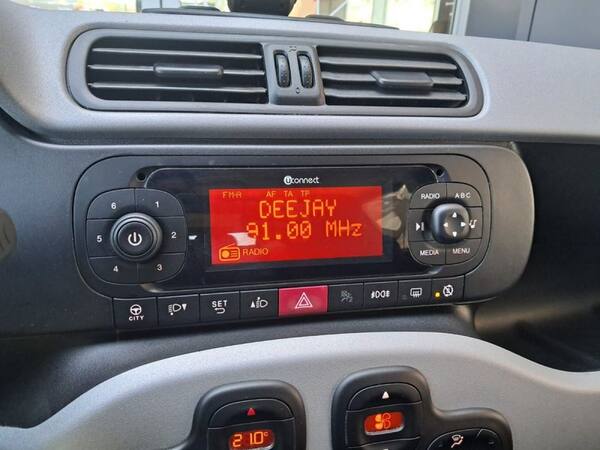 uconnect
FM-A AF TA TP
DEEJAY
91.00 MHz
RADIO
6 1
5 2
4 3
RADIO ABC
MEDIA MENU
CITY
SET
21.0°